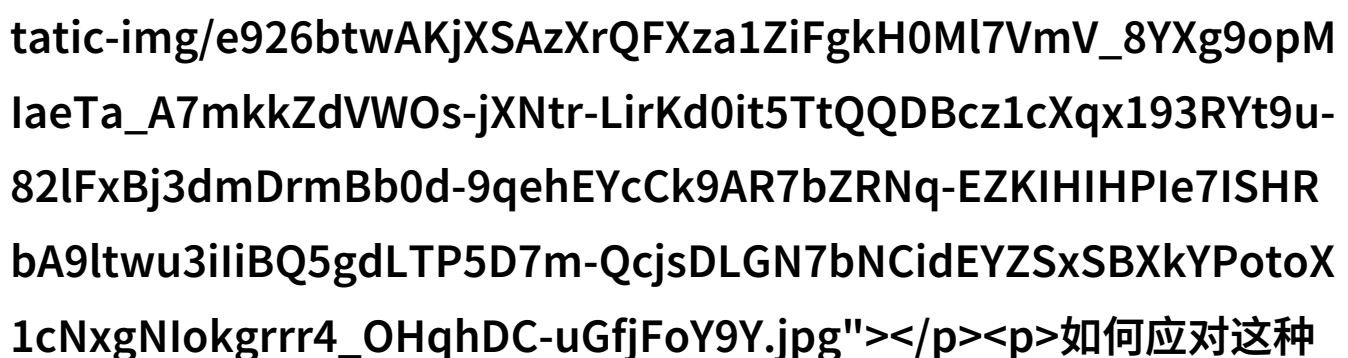 tatic-img/e926btwAKjXSAzXrQFXza1ZiFgkH0Ml7VmV_8YXg9opM
IaeTa_A7mkkZdVWOs-jXNtr-LirKd0it5TtQQDBcz1cXqx193RYt9u-
82lFxBj3dmDrmBb0d-9qehEYcCk9AR7bZRNq-EZKIHIHPIe7ISHR
bA9ltwu3iIiBQ5gdLTP5D7m-QcjsDLGN7bNCidEYZSxSBXkYPotoX
1cNxgNIokgrrr4_OHqhDC-uGfjFoY9Y.jpg"></p><p>如何应对这种